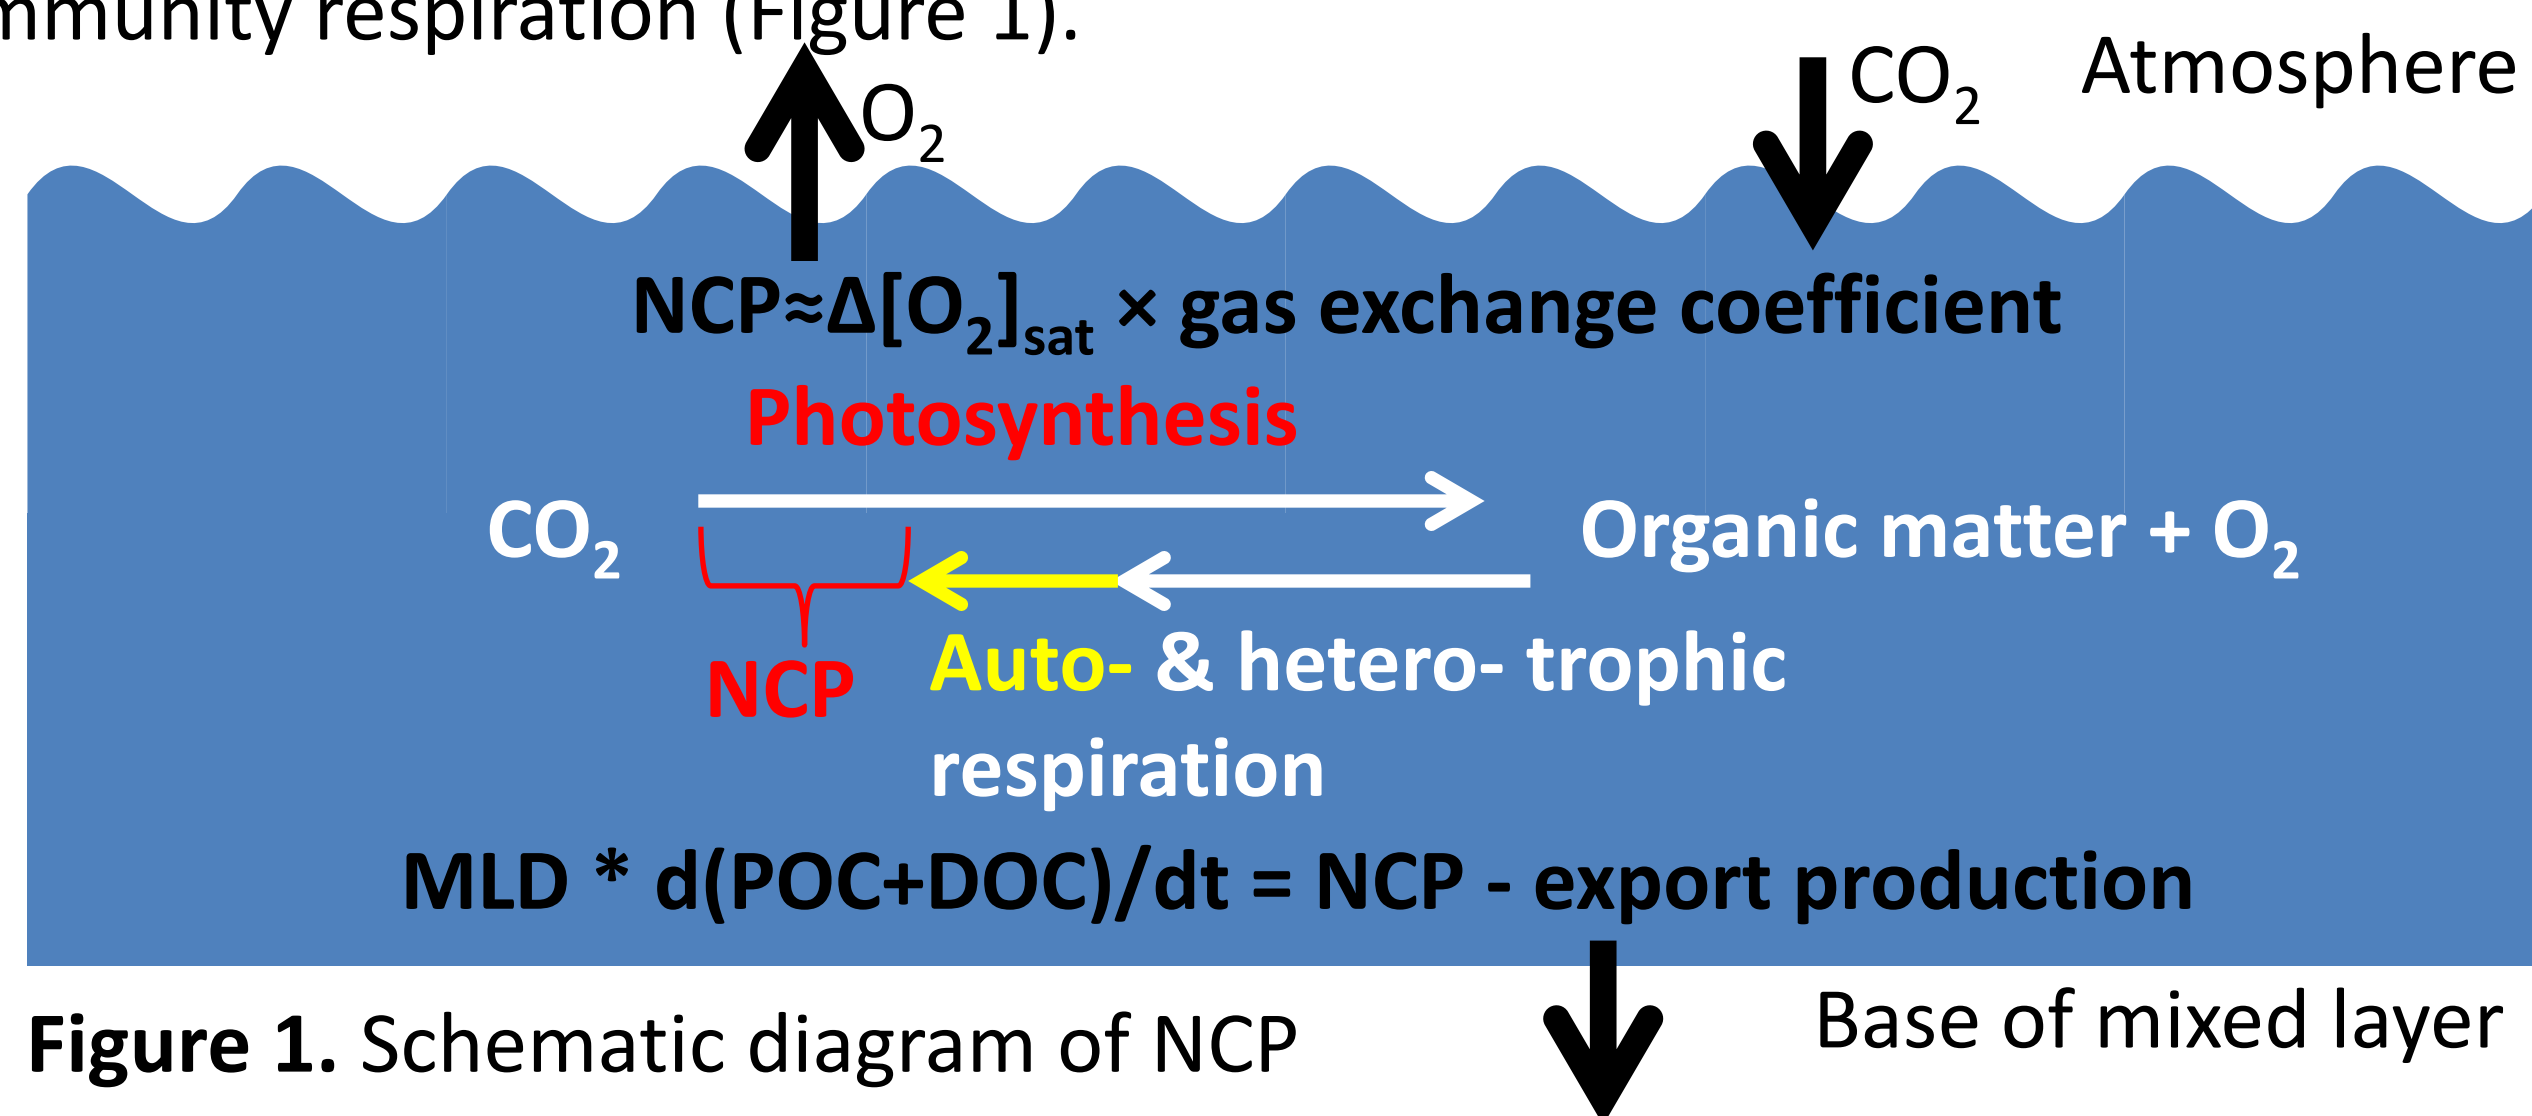 mmunity respiration (Figure 1).
O₂
CO₂
Atmosphere
NCP≈Δ[O₂]sat × gas exchange coefficient
Photosynthesis
CO₂
Organic matter + O₂
NCP
Auto- & hetero- trophic
respiration
MLD * d(POC+DOC)/dt = NCP - export production
Base of mixed layer
Figure 1. Schematic diagram of NCP